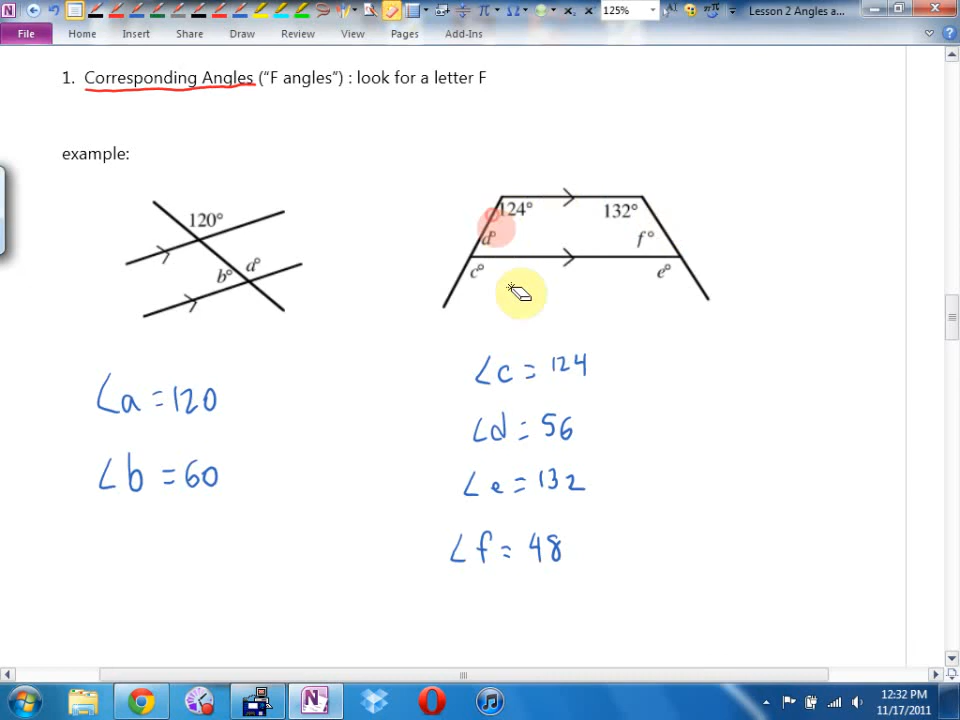 125%
Lesson 2 Angles a...
File Home Insert Share Draw Review View Pages Add-Ins
1. Corresponding Angles ("F angles") : look for a letter F
example:
120°
b° a°
124° 132°
d° f°
c° e°
∠a = 120
∠b = 60
∠c = 124
∠d = 56
∠e = 132
∠f = 48
12:32 PM
11/17/2011